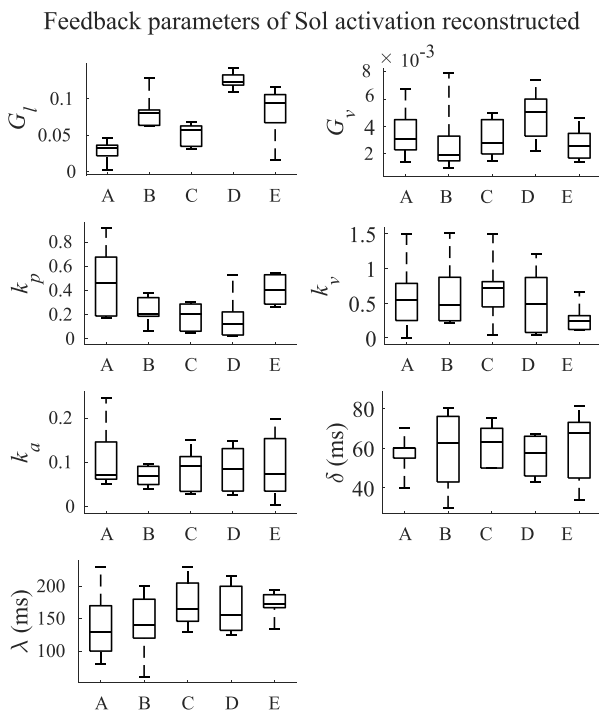 Feedback parameters of Sol activation reconstructed
G_l
0.1
0.05
0
A B C D E
× 10^-3
G_v
8
6
4
2
A B C D E
k_p
0.8
0.6
0.4
0.2
0
A B C D E
k_v
1.5
1
0.5
0
A B C D E
k_a
0.2
0.1
0
A B C D E
δ (ms)
80
60
40
A B C D E
λ (ms)
200
150
100
A B C D E